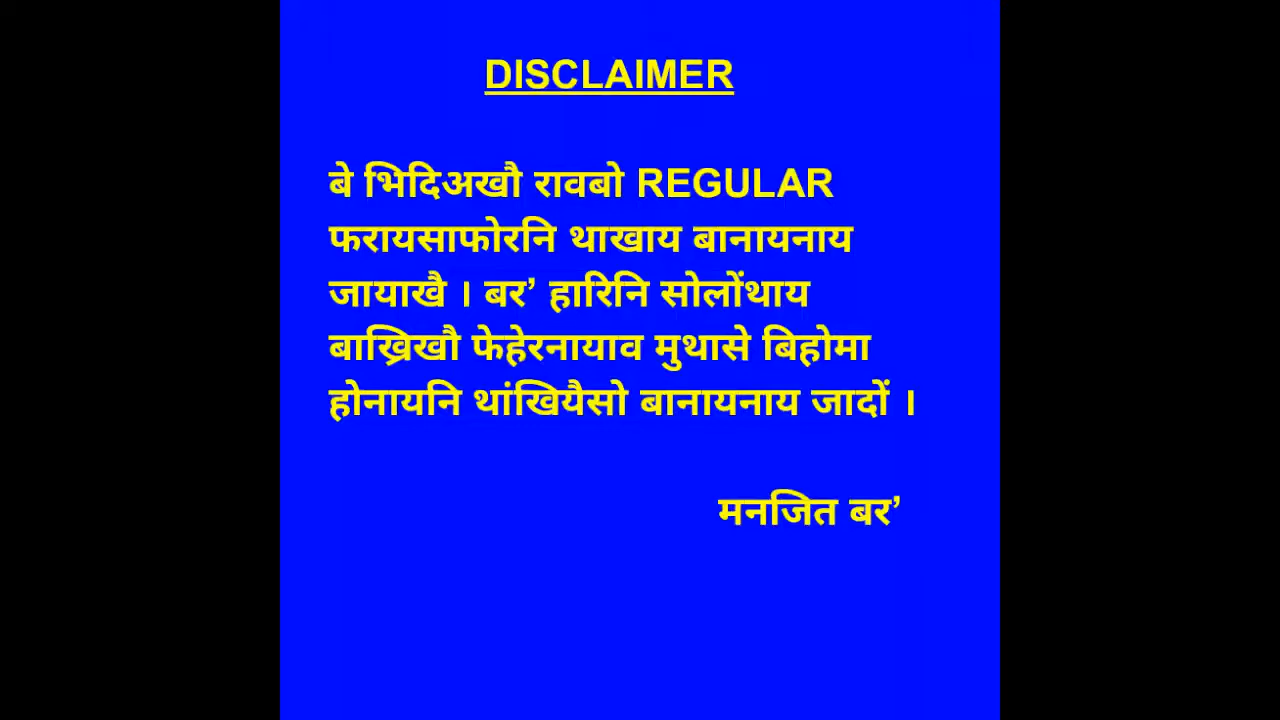 DISCLAIMER
बे भिदिअखौ रावबो REGULAR
फरायसाफोरनि थाखाय बानायनाय
जायाखै । बर’ हारिनि सोलोंथाय
बाख्रिखौ फेहेरनायाव मुथासे बिहोमा
होनायनि थांखियैसो बानायनाय जादों ।
मनजित बर’